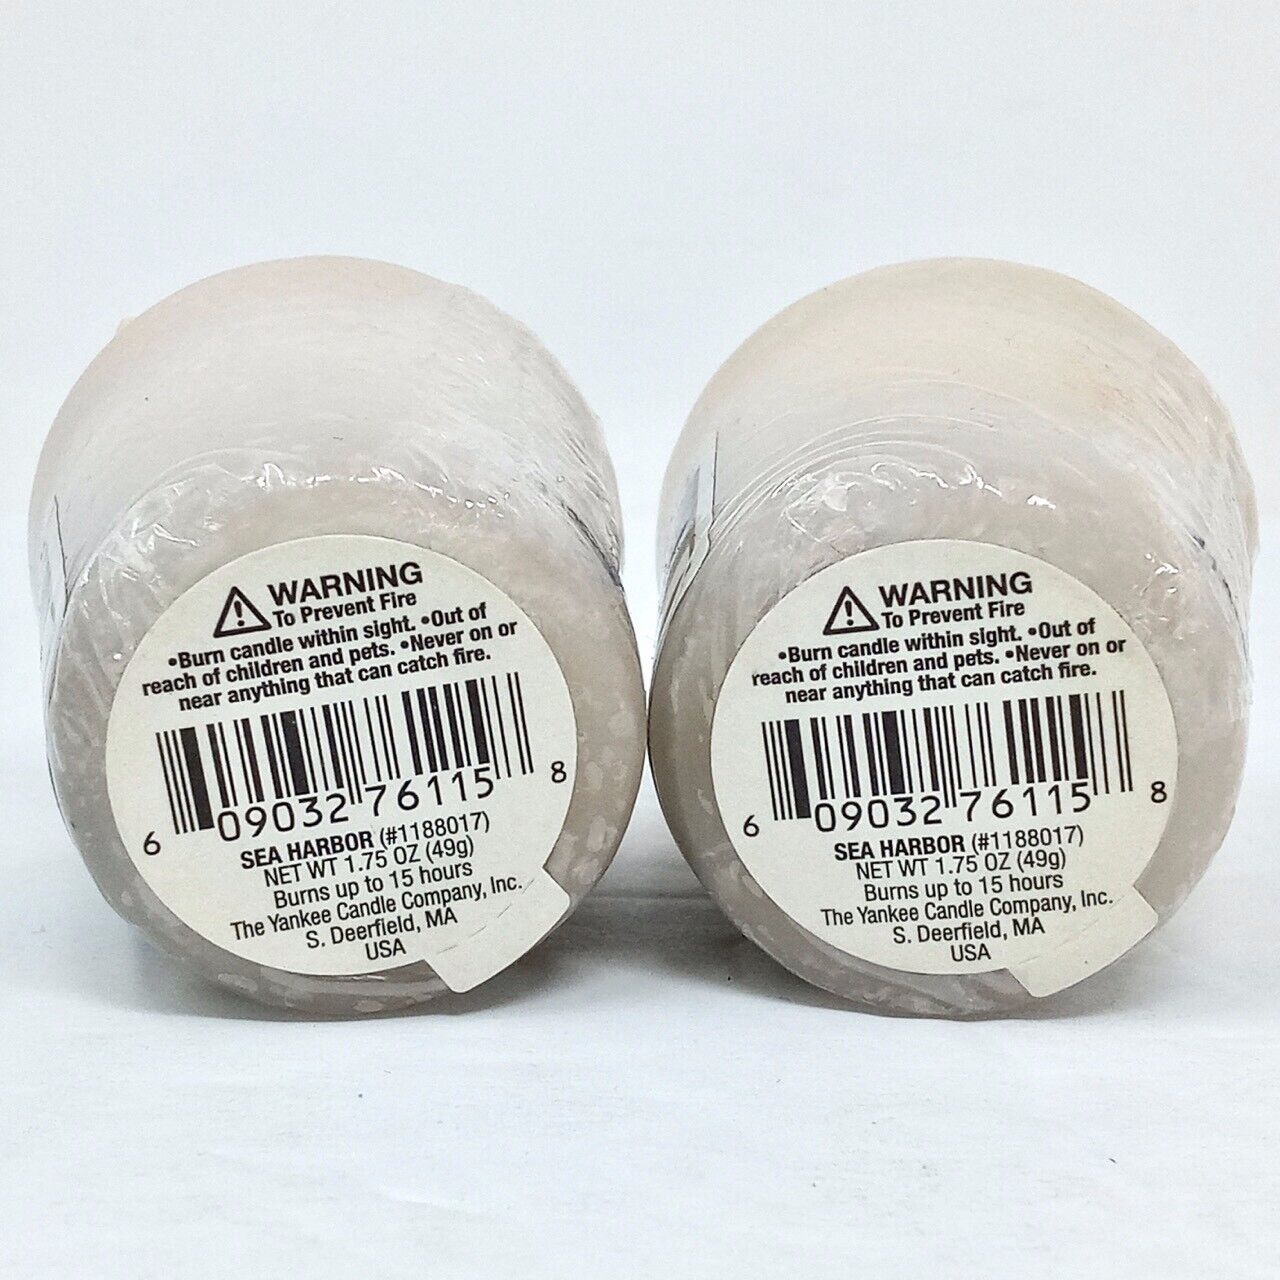 WARNING
To Prevent Fire
•Burn candle within sight. •Out of
reach of children and pets. •Never on or
near anything that can catch fire.
6 09032 76115 8
SEA HARBOR (#1188017)
NET WT 1.75 OZ (49g)
Burns up to 15 hours
The Yankee Candle Company, Inc.
S. Deerfield, MA
USA
WARNING
To Prevent Fire
•Burn candle within sight. •Out of
reach of children and pets. •Never on or
near anything that can catch fire.
6 09032 76115 8
SEA HARBOR (#1188017)
NET WT 1.75 OZ (49g)
Burns up to 15 hours
The Yankee Candle Company, Inc.
S. Deerfield, MA
USA